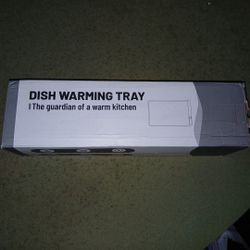 DISH WARMING TRAY
The guardian of a warm kitchen